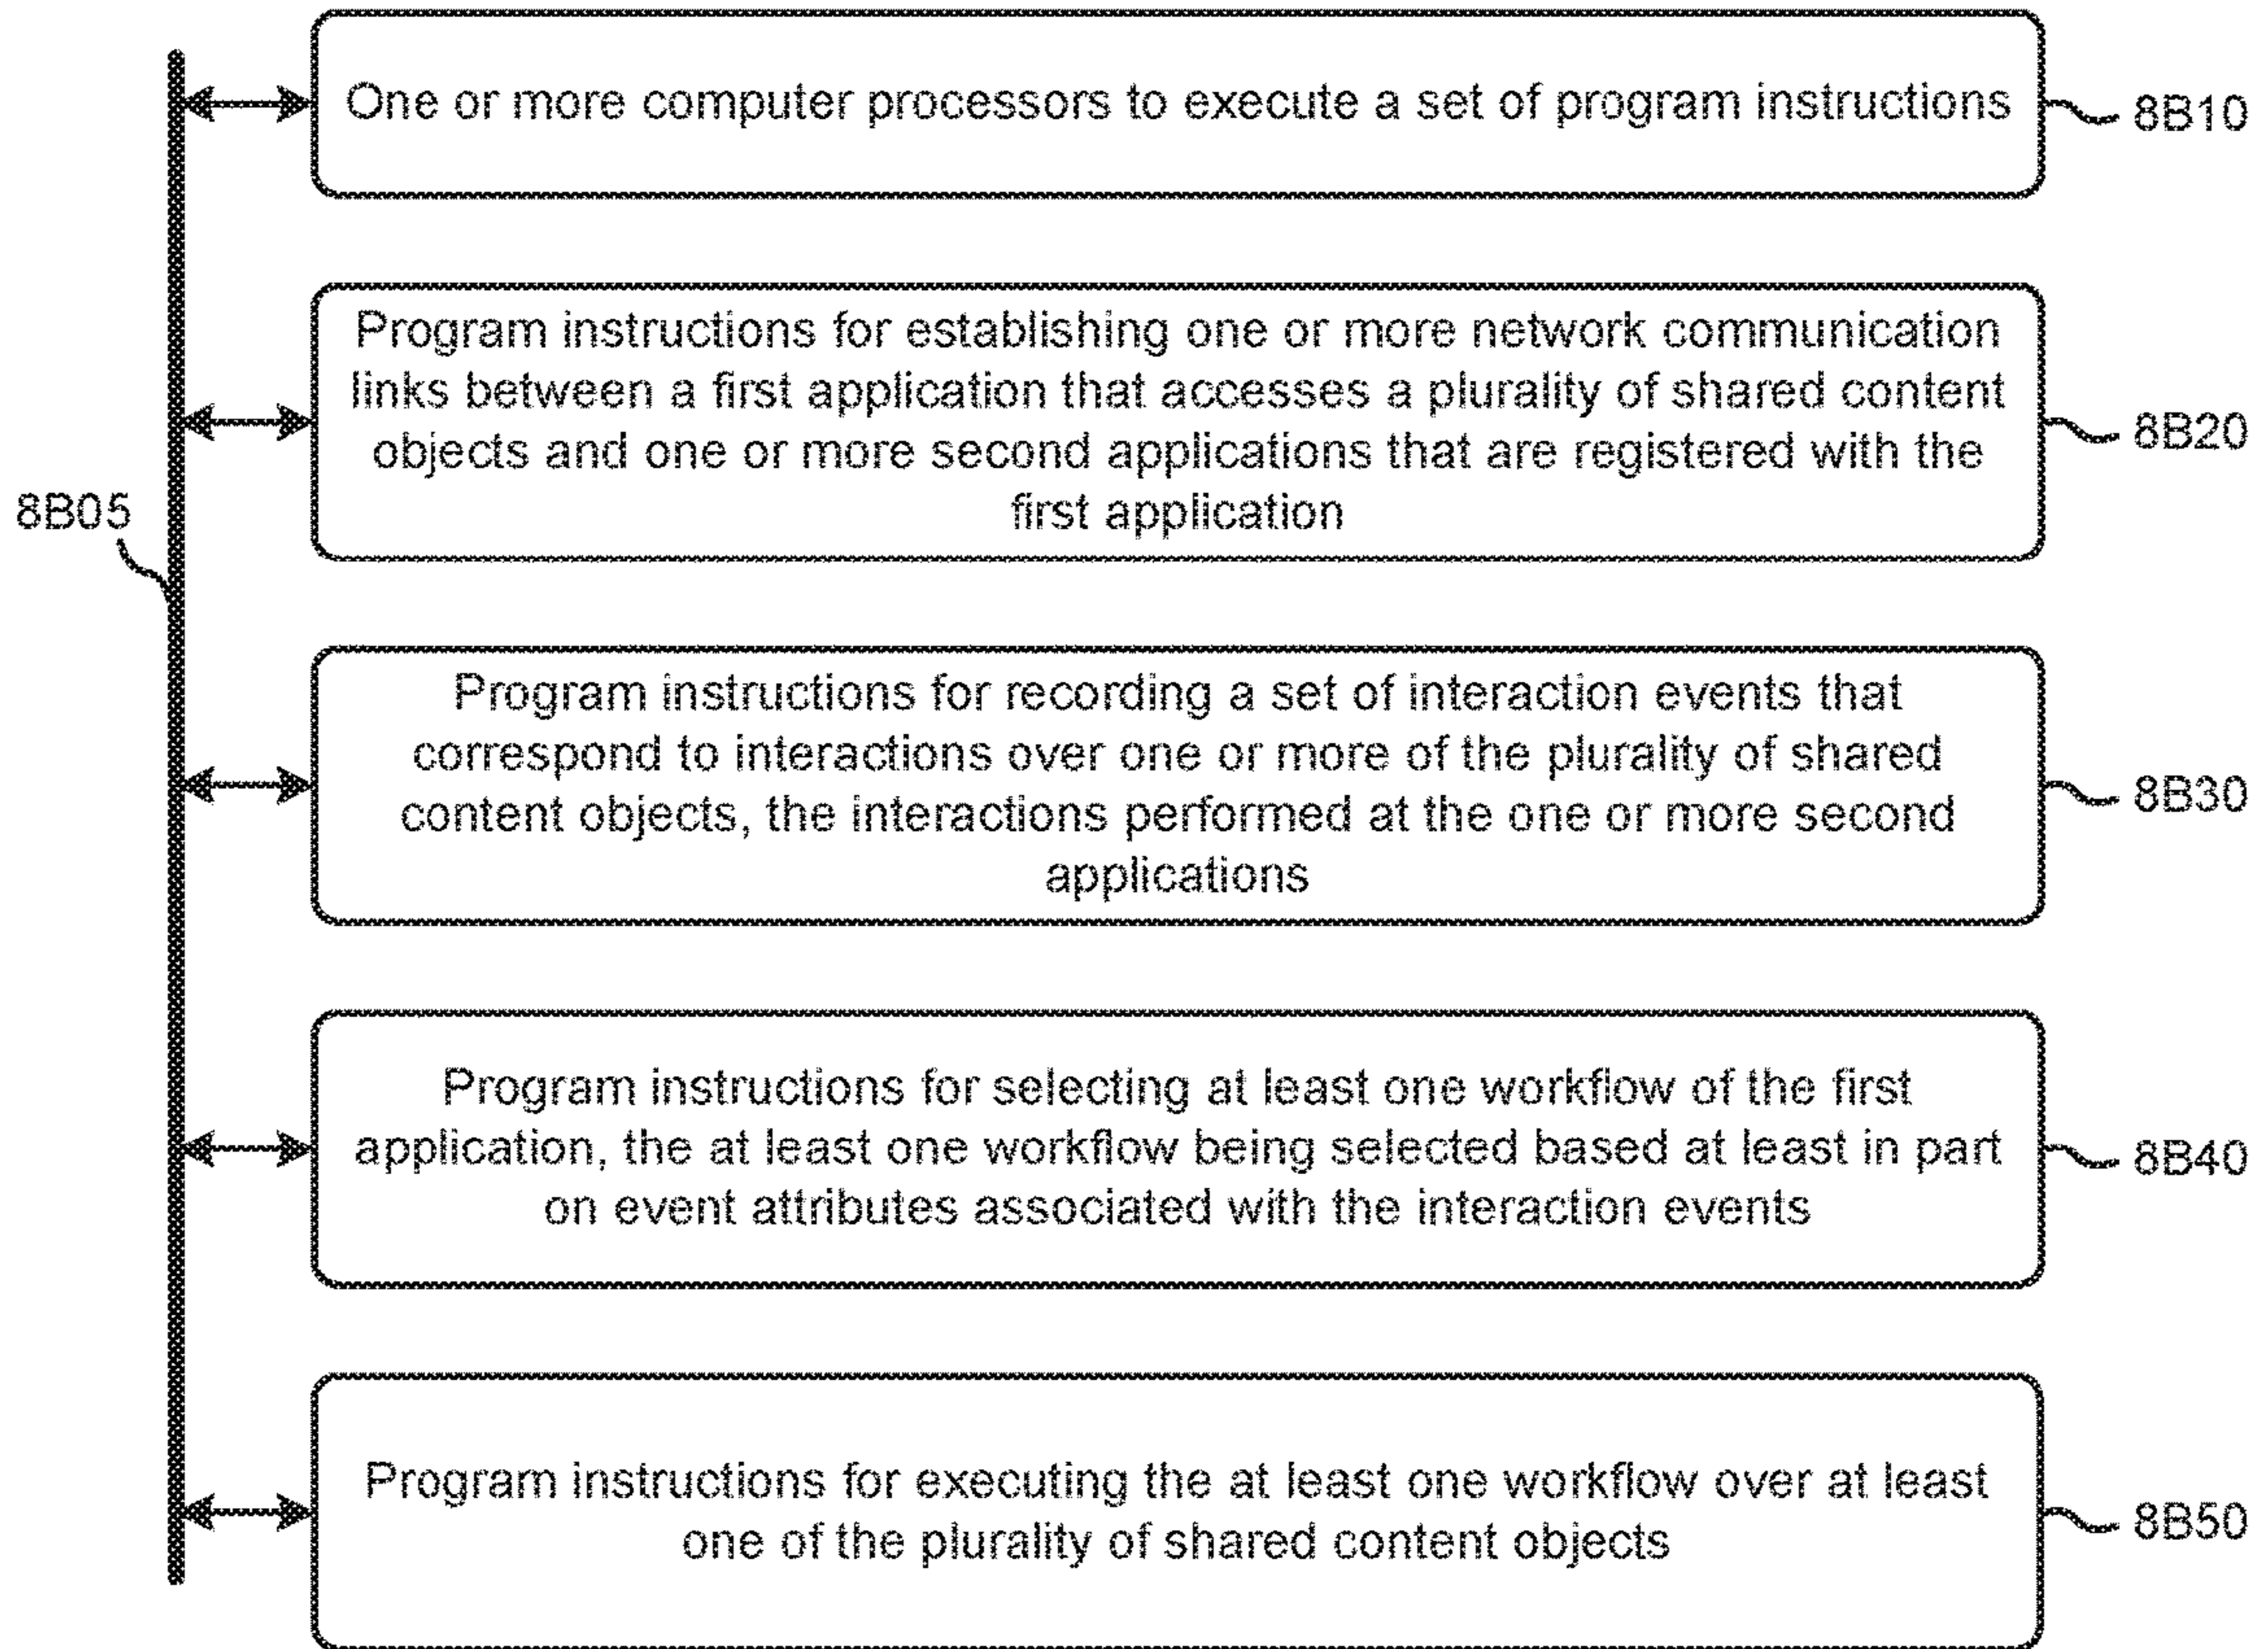 One or more computer processors to execute a set of program instructions
8B10
Program instructions for establishing one or more network communication
links between a first application that accesses a plurality of shared content
objects and one or more second applications that are registered with the
first application
8B20
8B05
Program instructions for recording a set of interaction events that
correspond to interactions over one or more of the plurality of shared
content objects, the interactions performed at the one or more second
applications
8B30
Program instructions for selecting at least one workflow of the first
application, the at least one workflow being selected based at least in part
on event attributes associated with the interaction events
8B40
Program instructions for executing the at least one workflow over at least
one of the plurality of shared content objects
8B50